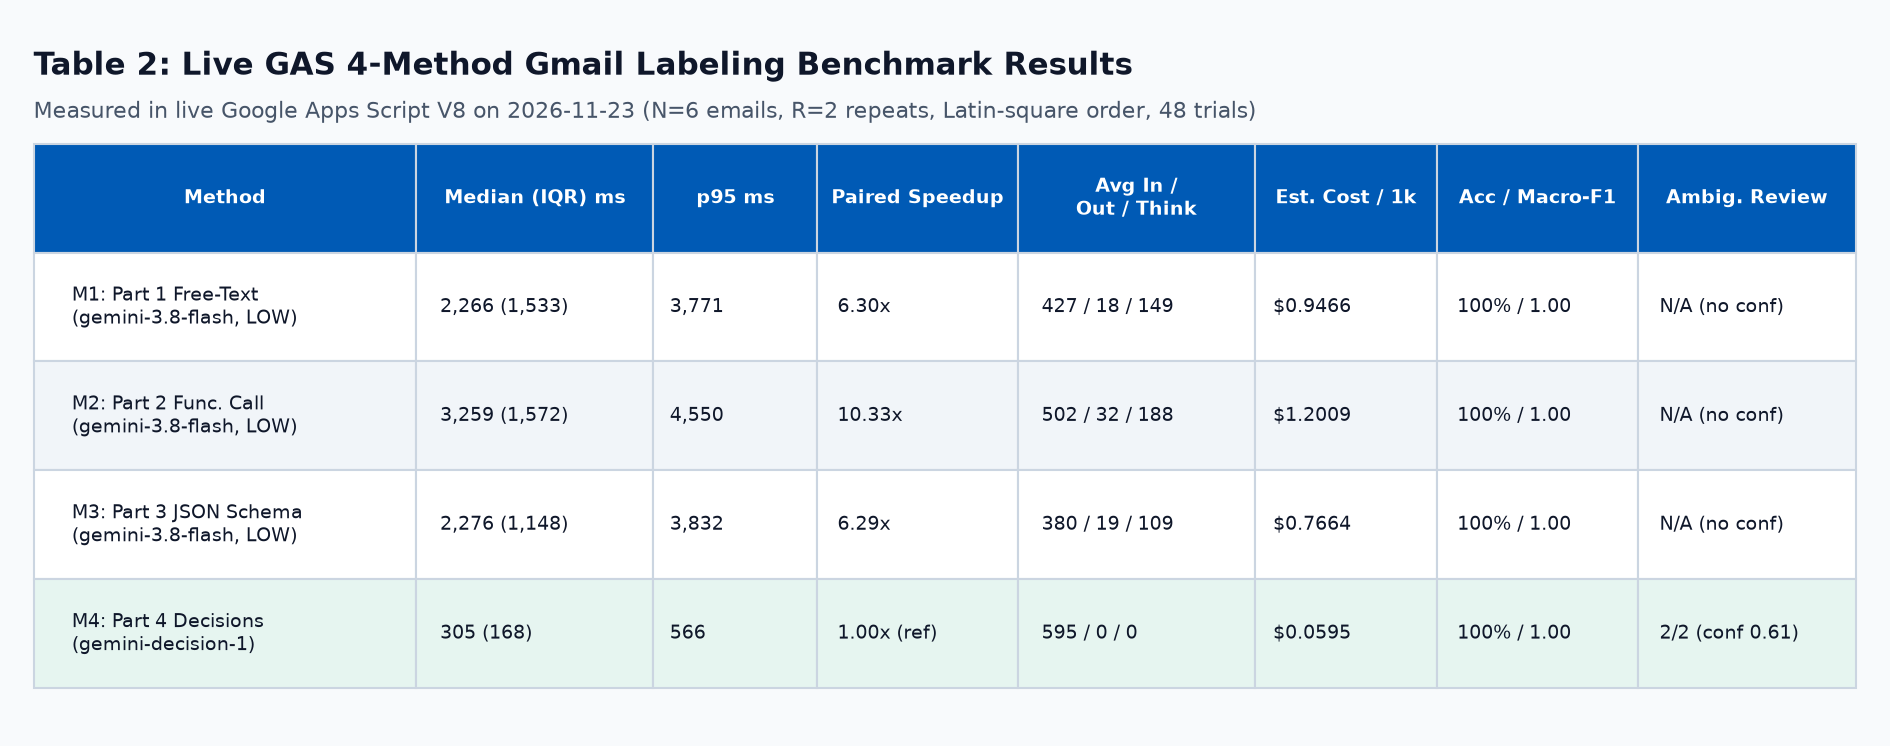 Table 2: Live GAS 4-Method Gmail Labeling Benchmark Results
Measured in live Google Apps Script V8 on 2026-11-23 (N=6 emails, R=2 repeats, Latin-square order, 48 trials)
Method
Median (IQR) ms
p95 ms
Paired Speedup
Avg In /
Out / Think
Est. Cost / 1k
Acc / Macro-F1
Ambig. Review
M1: Part 1 Free-Text
(gemini-3.8-flash, LOW)
2,266 (1,533)
3,771
6.30x
427 / 18 / 149
$0.9466
100% / 1.00
N/A (no conf)
M2: Part 2 Func. Call
(gemini-3.8-flash, LOW)
3,259 (1,572)
4,550
10.33x
502 / 32 / 188
$1.2009
100% / 1.00
N/A (no conf)
M3: Part 3 JSON Schema
(gemini-3.8-flash, LOW)
2,276 (1,148)
3,832
6.29x
380 / 19 / 109
$0.7664
100% / 1.00
N/A (no conf)
M4: Part 4 Decisions
(gemini-decision-1)
305 (168)
566
1.00x (ref)
595 / 0 / 0
$0.0595
100% / 1.00
2/2 (conf 0.61)